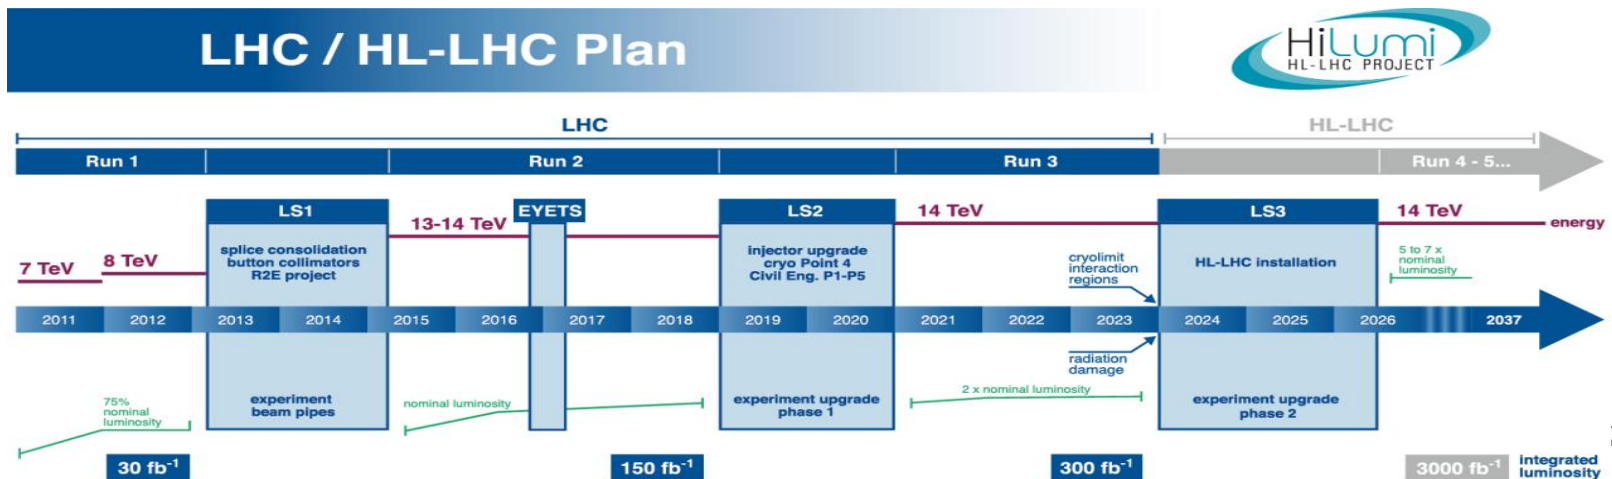 LHC / HL-LHC Plan
HiLumi
HL-LHC PROJECT
LHC
HL-LHC
Run 1
Run 2
Run 3
Run 4 - 5...
LS1
EYETS
LS2
LS3
13-14 TeV
14 TeV
14 TeV
energy
7 TeV
8 TeV
splice consolidation
button collimators
R2E project
injector upgrade
cryo Point 4
Civil Eng. P1-P5
cryolimit
interaction
regions
HL-LHC installation
5 to 7 x
nominal
luminosity
2011
2012
2013
2014
2015
2016
2017
2018
2019
2020
2021
2022
2023
2024
2025
2026
2037
radiation
damage
75%
nominal
luminosity
experiment
beam pipes
nominal luminosity
experiment upgrade
phase 1
2 x nominal luminosity
experiment upgrade
phase 2
30 fb-1
150 fb-1
300 fb-1
3000 fb-1
integrated
luminosity